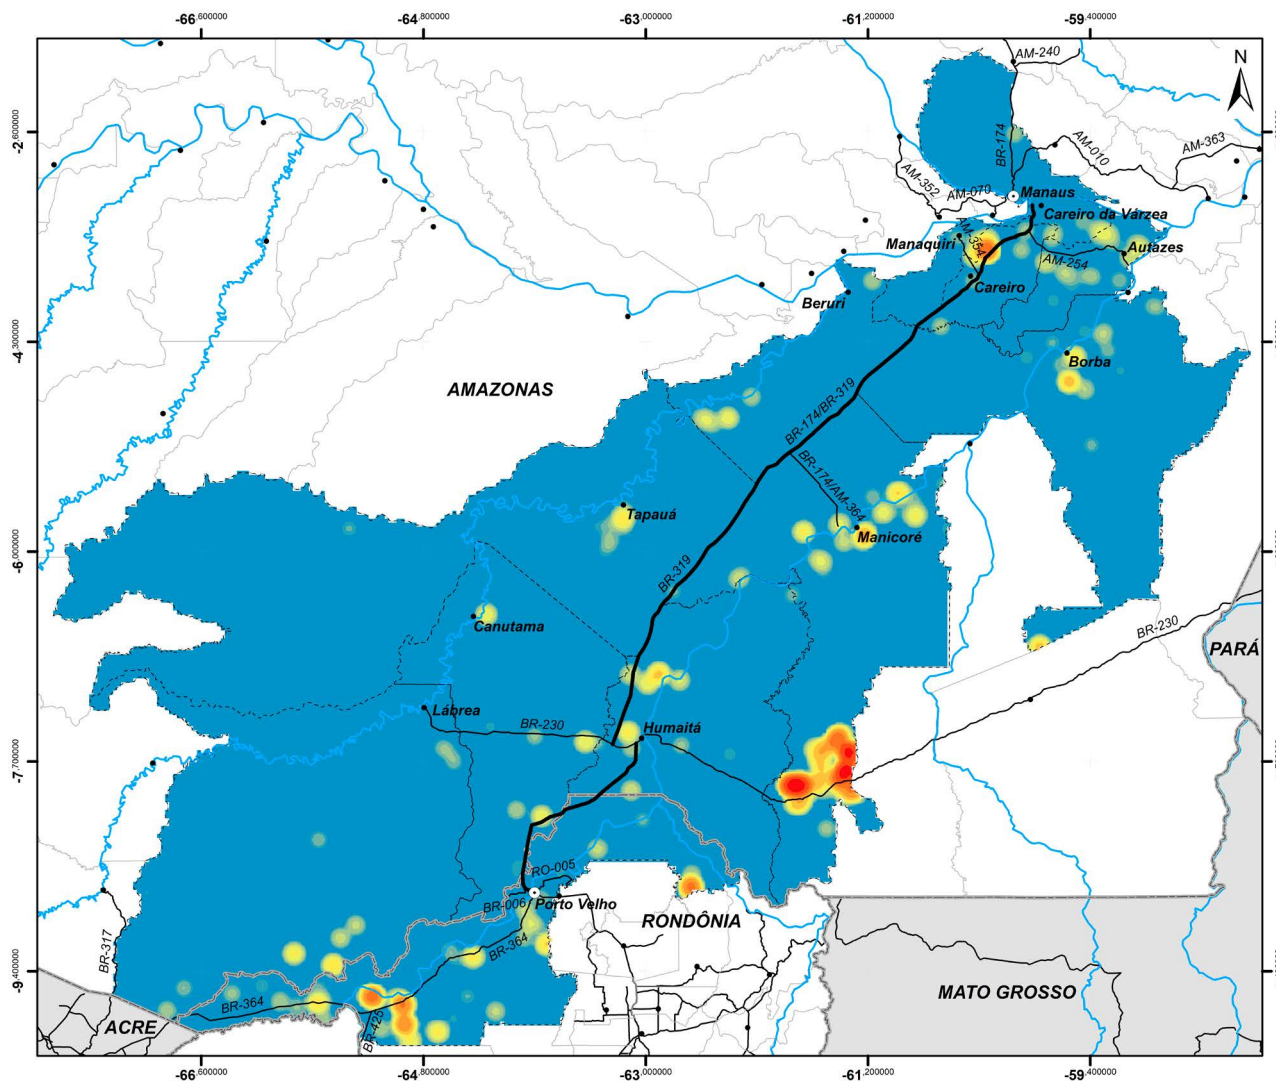 -66,600000 -64,800000 -63,000000 -61,200000 -59,400000
N
AM-240
-2,600000
BR-174
AM-010
AM-363
AM-352
AM-070
Manaus
Careiro da Várzea
Manaquiri
AM-354
Autazes
AM-254
Careiro
Beruri
-4,300000
Borba
AMAZONAS
BR-174/BR-319
BR-174/AM-364
Tapauá
Manicoré
-6,000000
BR-319
Canutama
BR-230
PARÁ
Lábrea
BR-230
Humaitá
-7,700000
RO-005
BR-006
Porto Velho
RONDÔNIA
BR-317
BR-364
-9,400000
MATO GROSSO
BR-364
BR-425
ACRE
-66,600000 -64,800000 -63,000000 -61,200000 -59,400000